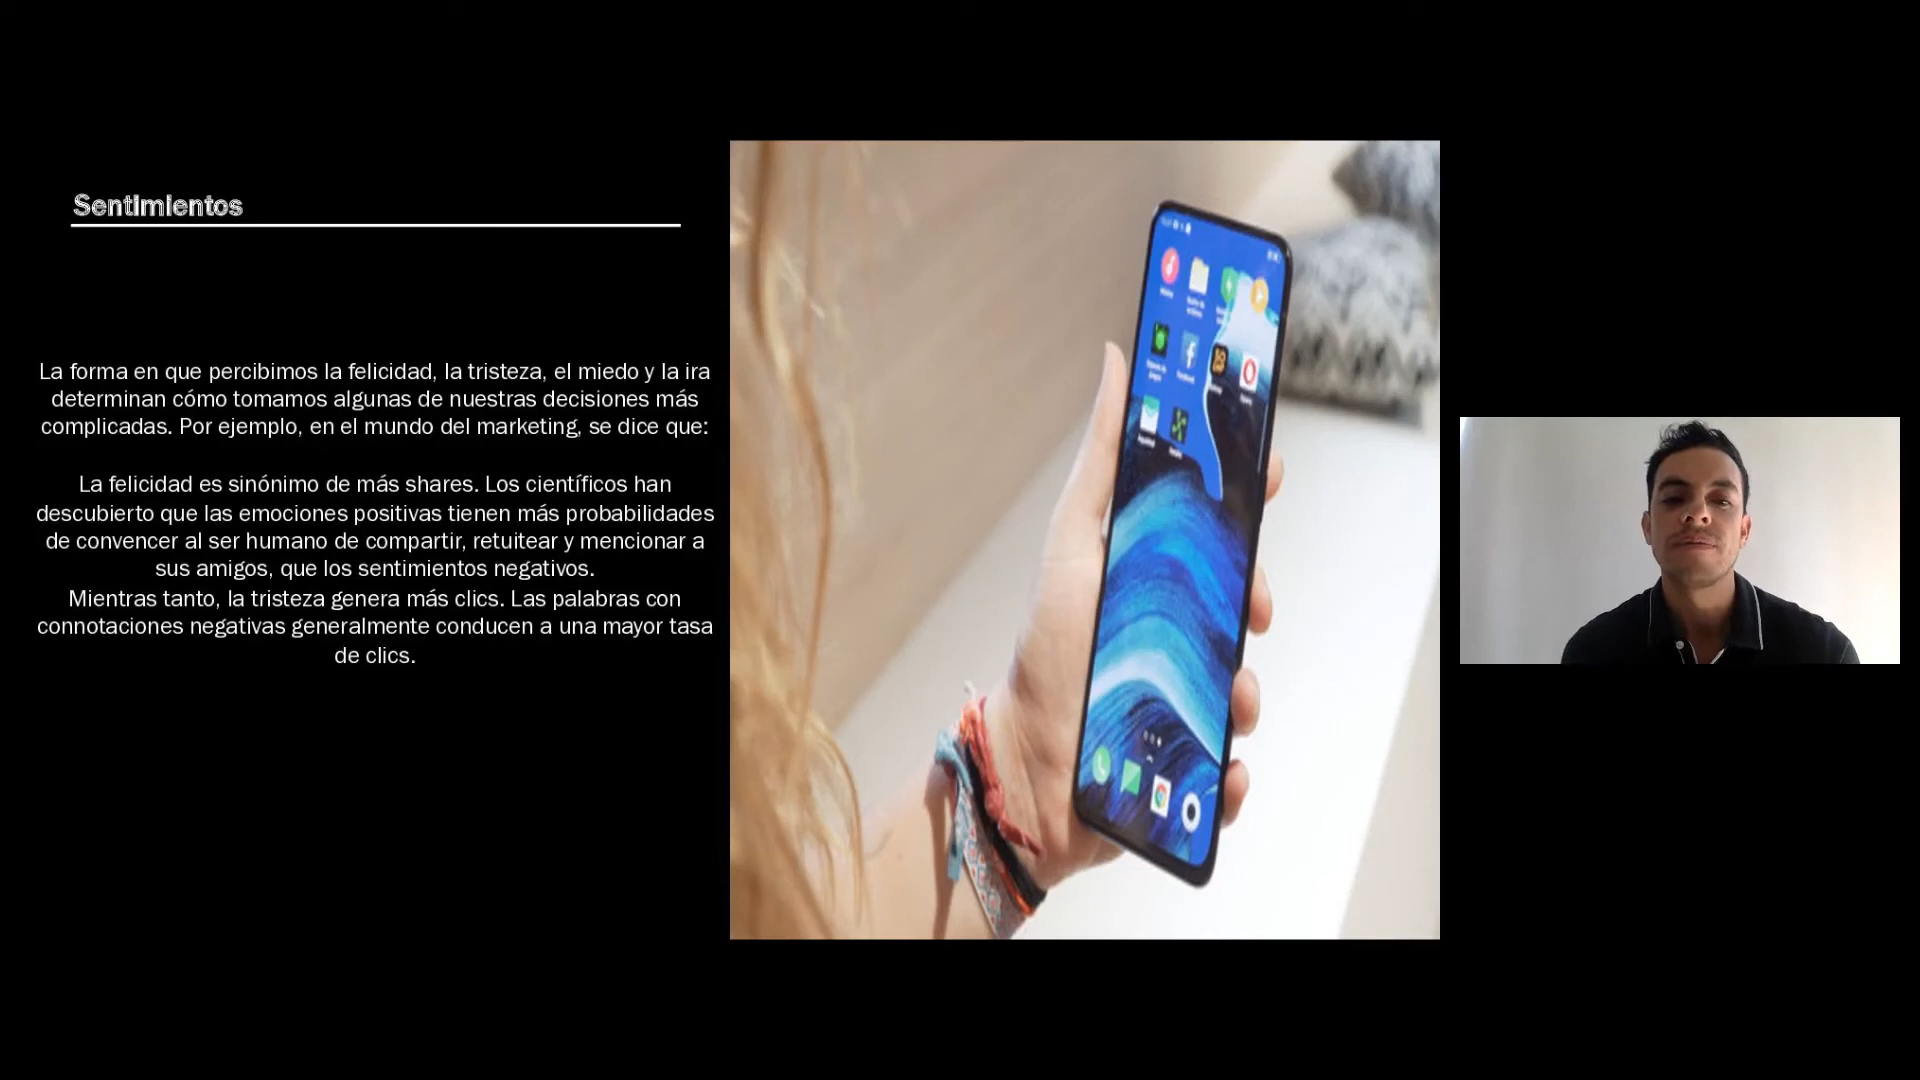 Sentimientos
La forma en que percibimos la felicidad, la tristeza, el miedo y la ira
determinan cómo tomamos algunas de nuestras decisiones más
complicadas. Por ejemplo, en el mundo del marketing, se dice que:
La felicidad es sinónimo de más shares. Los científicos han
descubierto que las emociones positivas tienen más probabilidades
de convencer al ser humano de compartir, retuitear y mencionar a
sus amigos, que los sentimientos negativos.
Mientras tanto, la tristeza genera más clics. Las palabras con
connotaciones negativas generalmente conducen a una mayor tasa
de clics.